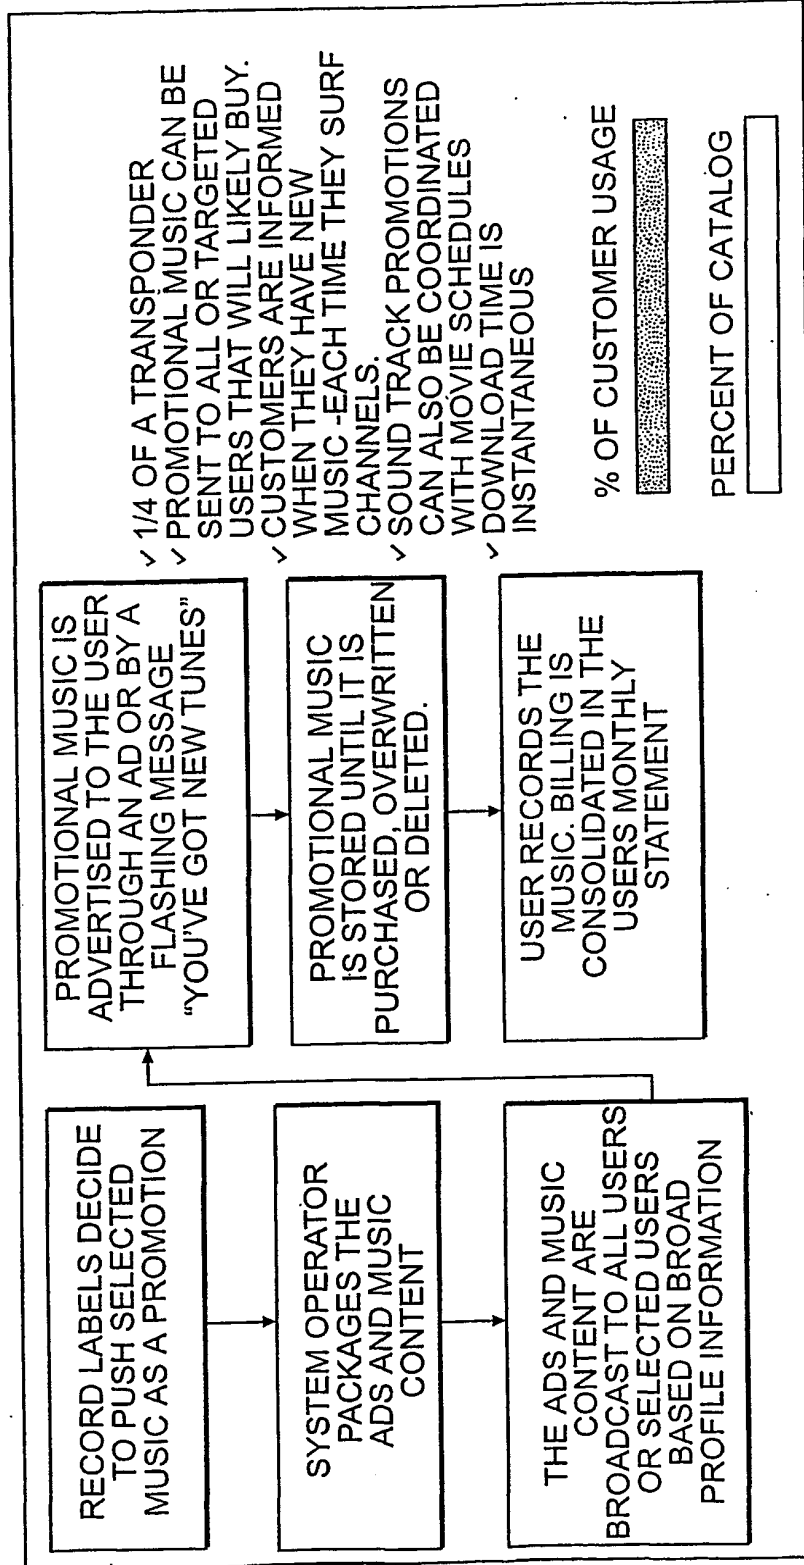 RECORD LABELS DECIDE
TO PUSH SELECTED
MUSIC AS A PROMOTION
SYSTEM OPERATOR
PACKAGES THE
ADS AND MUSIC
CONTENT
THE ADS AND MUSIC
CONTENT ARE
BROADCAST TO ALL USERS
OR SELECTED USERS
BASED ON BROAD
PROFILE INFORMATION
PROMOTIONAL MUSIC IS
ADVERTISED TO THE USER
THROUGH AN AD OR BY A
FLASHING MESSAGE
“YOU'VE GOT NEW TUNES”
PROMOTIONAL MUSIC
IS STORED UNTIL IT IS
PURCHASED, OVERWRITTEN
OR DELETED.
USER RECORDS THE
MUSIC. BILLING IS
CONSOLIDATED IN THE
USERS MONTHLY
STATEMENT
✓ 1/4 OF A TRANSPONDER
✓ PROMOTIONAL MUSIC CAN BE
SENT TO ALL OR TARGETED
USERS THAT WILL LIKELY BUY.
✓ CUSTOMERS ARE INFORMED
WHEN THEY HAVE NEW
MUSIC -EACH TIME THEY SURF
CHANNELS.
✓ SOUND TRACK PROMOTIONS
CAN ALSO BE COORDINATED
WITH MOVIE SCHEDULES
✓ DOWNLOAD TIME IS
INSTANTANEOUS
% OF CUSTOMER USAGE
PERCENT OF CATALOG